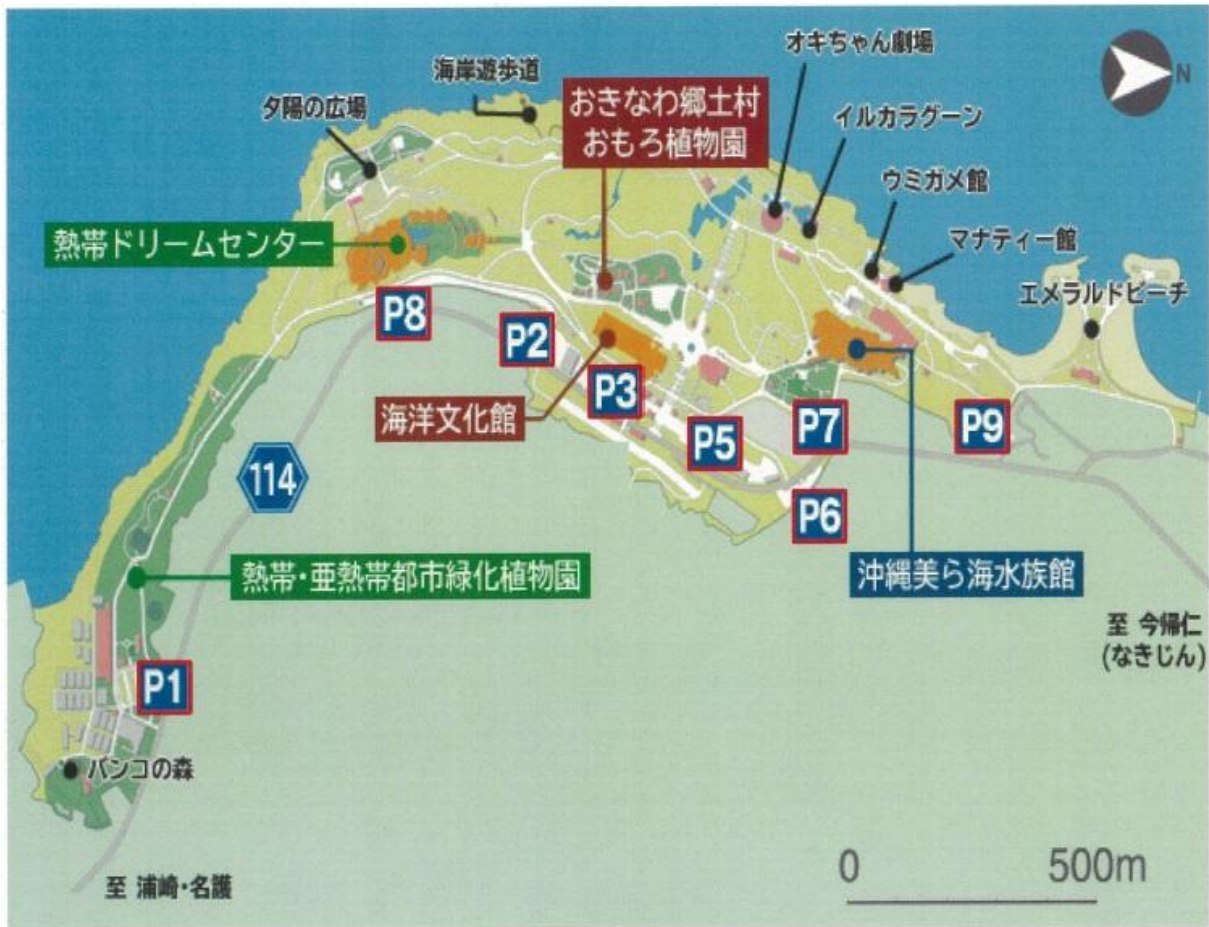 オキちゃん劇場
海岸遊歩道
N
おきなわ郷土村
おもろ植物園
夕陽の広場
イルカラグーン
ウミガメ館
熱帯ドリームセンター
マナティー館
エメラルドビーチ
P8
P2
P3
海洋文化館
P5
P7
P9
114
P6
熱帯・亜熱帯都市緑化植物園
沖縄美ら海水族館
至 今帰仁
(なきじん)
P1
バンコの森
至 浦崎・名護
0 500m